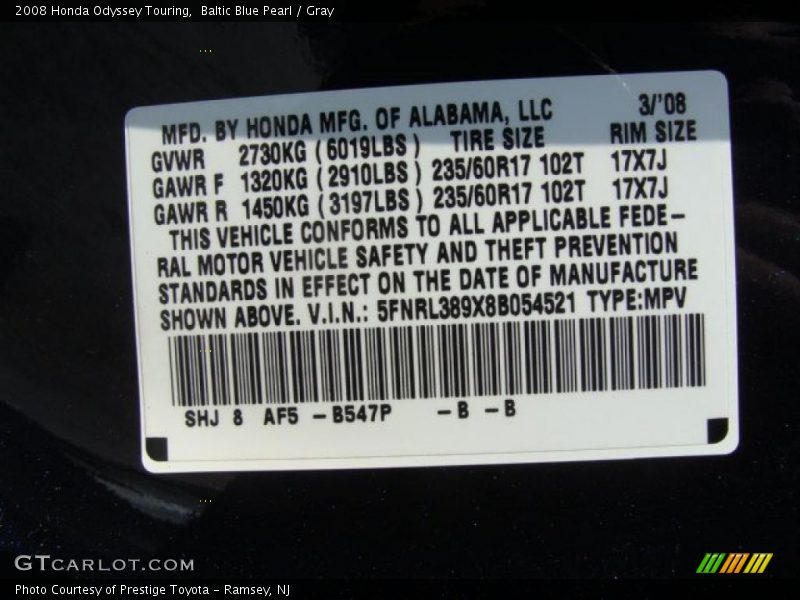 2008 Honda Odyssey Touring,  Baltic Blue Pearl / Gray
MFD. BY HONDA MFG. OF ALABAMA, LLC 3/'08
GVWR 2730KG (6019LBS) TIRE SIZE RIM SIZE
GAWR F 1320KG (2910LBS) 235/60R17 102T 17X7J
GAWR R 1450KG (3197LBS) 235/60R17 102T 17X7J
THIS VEHICLE CONFORMS TO ALL APPLICABLE FEDE-
RAL MOTOR VEHICLE SAFETY AND THEFT PREVENTION
STANDARDS IN EFFECT ON THE DATE OF MANUFACTURE
SHOWN ABOVE. V.I.N.: 5FNRL389X8B054521 TYPE:MPV
SHJ 8 AF5 -B547P -B -B
GTCARLOT.COM
Photo Courtesy of Prestige Toyota - Ramsey, NJ